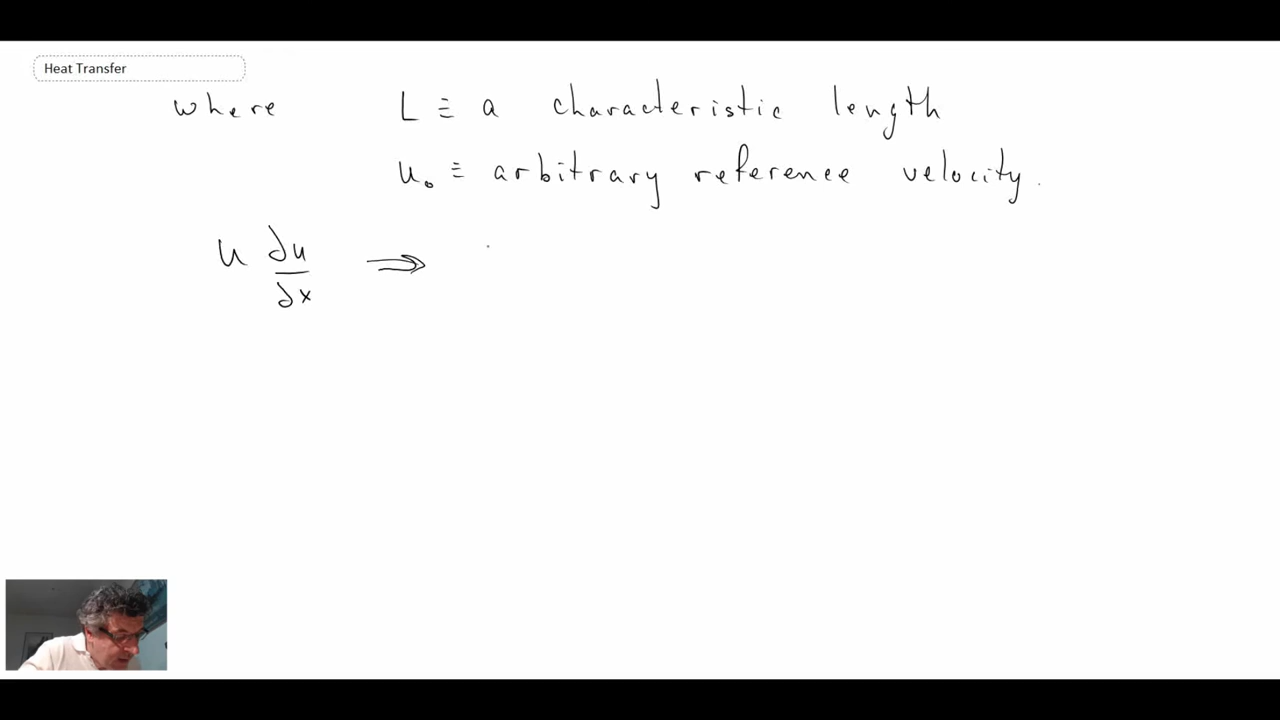 Heat Transfer
where L ≡ a characteristic length
u₀ ≡ arbitrary reference velocity.
u ∂u/∂x ⇒